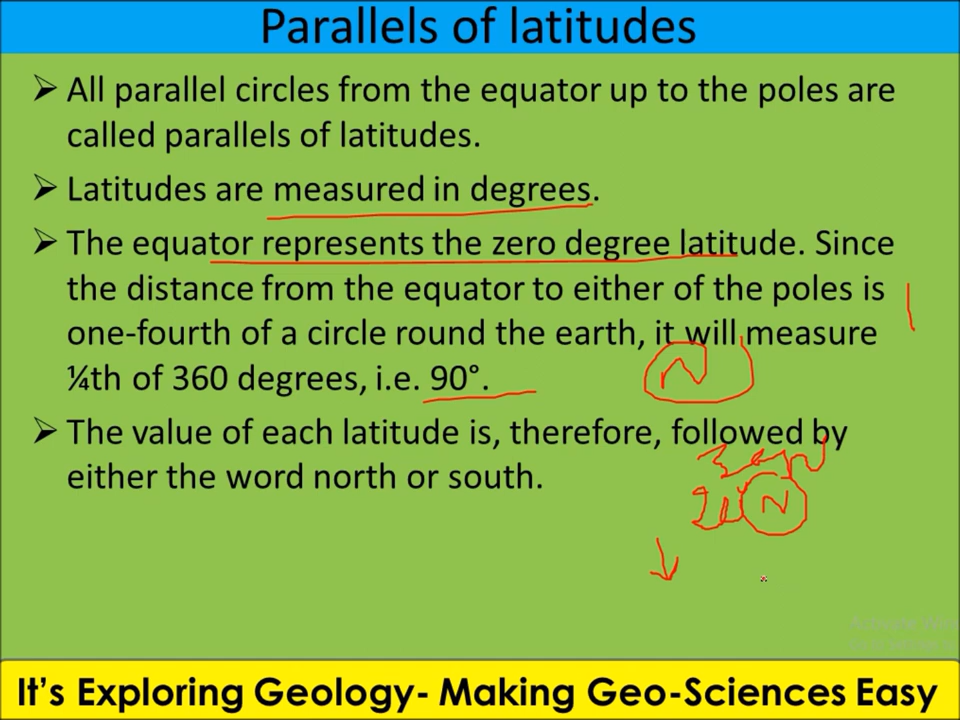 Parallels of latitudes
➢ All parallel circles from the equator up to the poles are
called parallels of latitudes.
➢ Latitudes are measured in degrees.
➢ The equator represents the zero degree latitude. Since
the distance from the equator to either of the poles is
one-fourth of a circle round the earth, it will measure
¼th of 360 degrees, i.e. 90°.
N
➢ The value of each latitude is, therefore, followed by
either the word north or south.
N
It's Exploring Geology- Making Geo-Sciences Easy